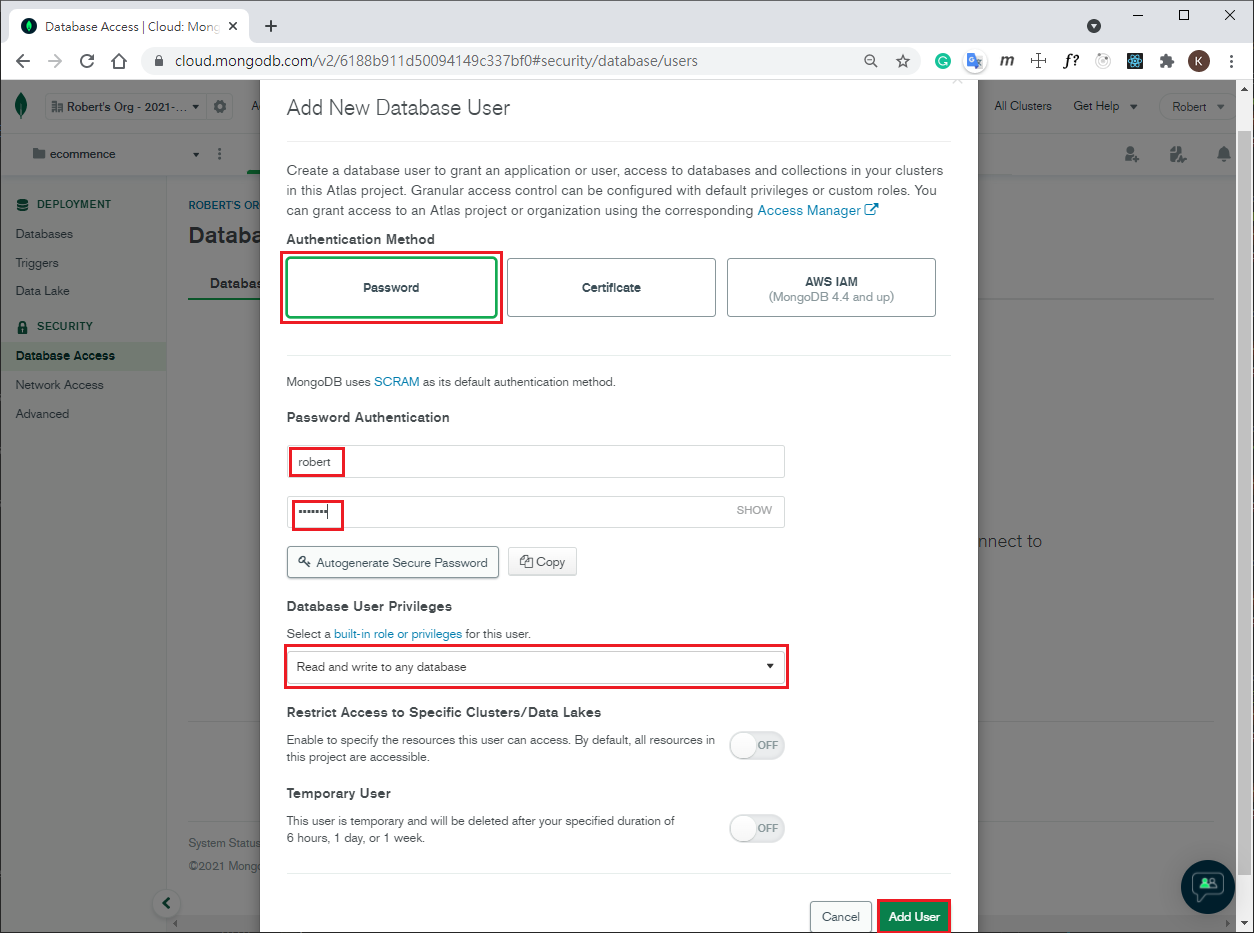 Database Access | Cloud: Mong
cloud.mongodb.com/v2/6188b911d50094149c337bf0#security/database/users
m
f?
K
Robert's Org - 2021-...
A
All Clusters
Get Help
Robert
ecommence
DEPLOYMENT
Databases
Triggers
Data Lake
SECURITY
Database Access
Network Access
Advanced
ROBERT'S OR
Databa
Databas
nnect to
System Status
©2021 Mongo
Add New Database User
Create a database user to grant an application or user, access to databases and collections in your clusters
in this Atlas project. Granular access control can be configured with default privileges or custom roles. You
can grant access to an Atlas project or organization using the corresponding Access Manager
Authentication Method
Password
Certificate
AWS IAM
(MongoDB 4.4 and up)
MongoDB uses SCRAM as its default authentication method.
Password Authentication
robert
•••••••
SHOW
Autogenerate Secure Password
Copy
Database User Privileges
Select a built-in role or privileges for this user.
Read and write to any database
Restrict Access to Specific Clusters/Data Lakes
Enable to specify the resources this user can access. By default, all resources in
this project are accessible.
OFF
Temporary User
This user is temporary and will be deleted after your specified duration of
6 hours, 1 day, or 1 week.
OFF
Cancel
Add User